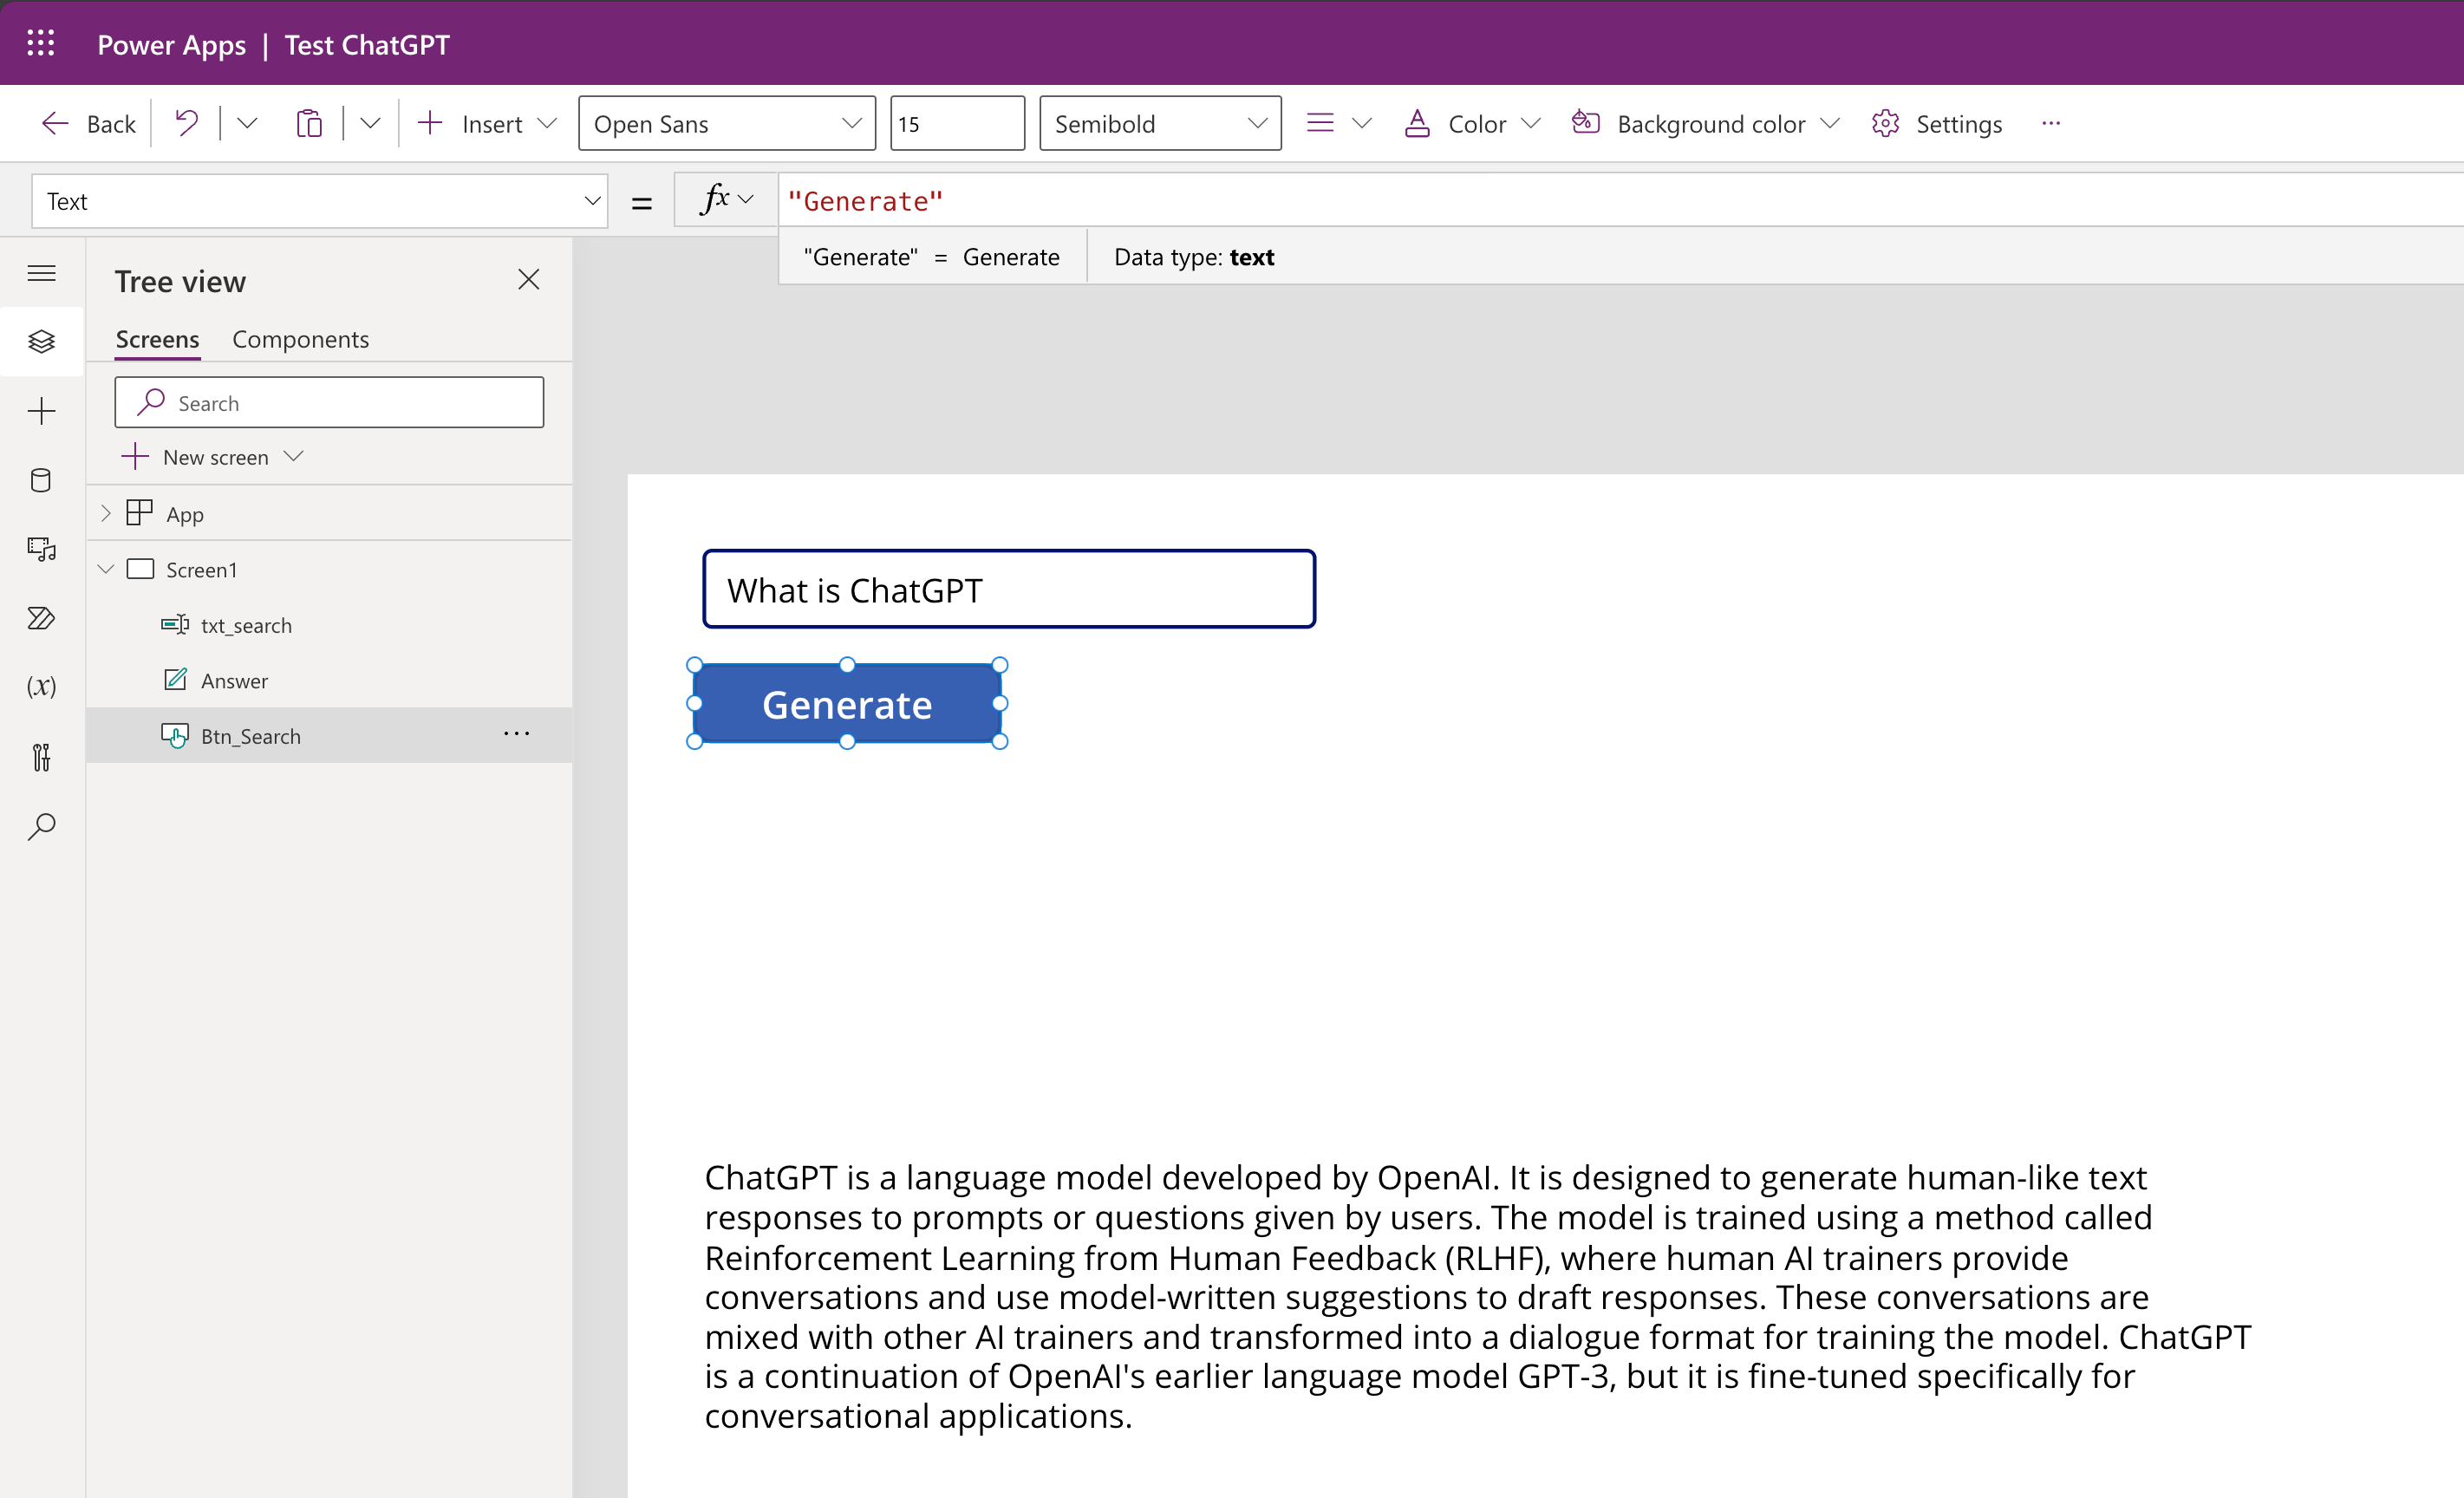 Power Apps | Test ChatGPT
Back Insert Open Sans 15 Semibold Color Background color Settings ...
Text = fx "Generate"
"Generate" = Generate Data type: text
Tree view
Screens Components
Search
New screen
App
Screen1
txt_search
Answer
Btn_Search ...
(x)
What is ChatGPT
Generate
ChatGPT is a language model developed by OpenAI. It is designed to generate human-like text
responses to prompts or questions given by users. The model is trained using a method called
Reinforcement Learning from Human Feedback (RLHF), where human AI trainers provide
conversations and use model-written suggestions to draft responses. These conversations are
mixed with other AI trainers and transformed into a dialogue format for training the model. ChatGPT
is a continuation of OpenAI's earlier language model GPT-3, but it is fine-tuned specifically for
conversational applications.